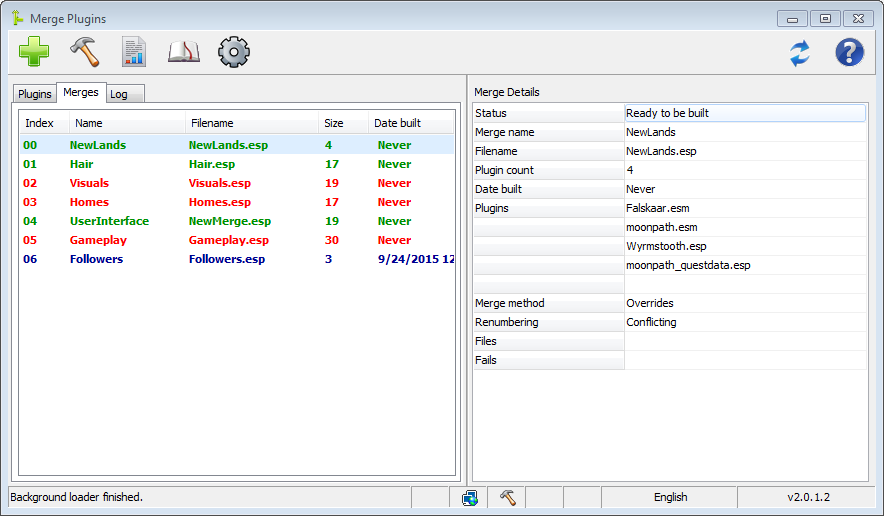 Merge Plugins
Plugins Merges Log
Index Name Filename Size Date built
00 NewLands NewLands.esp 4 Never
01 Hair Hair.esp 17 Never
02 Visuals Visuals.esp 19 Never
03 Homes Homes.esp 17 Never
04 UserInterface NewMerge.esp 19 Never
05 Gameplay Gameplay.esp 30 Never
06 Followers Followers.esp 3 9/24/2015 12
Merge Details
Status Ready to be built
Merge name NewLands
Filename NewLands.esp
Plugin count 4
Date built Never
Plugins Falskaar.esm
moonpath.esm
Wyrmstooth.esp
moonpath_questdata.esp
Merge method Overrides
Renumbering Conflicting
Files
Fails
Background loader finished. English v2.0.1.2